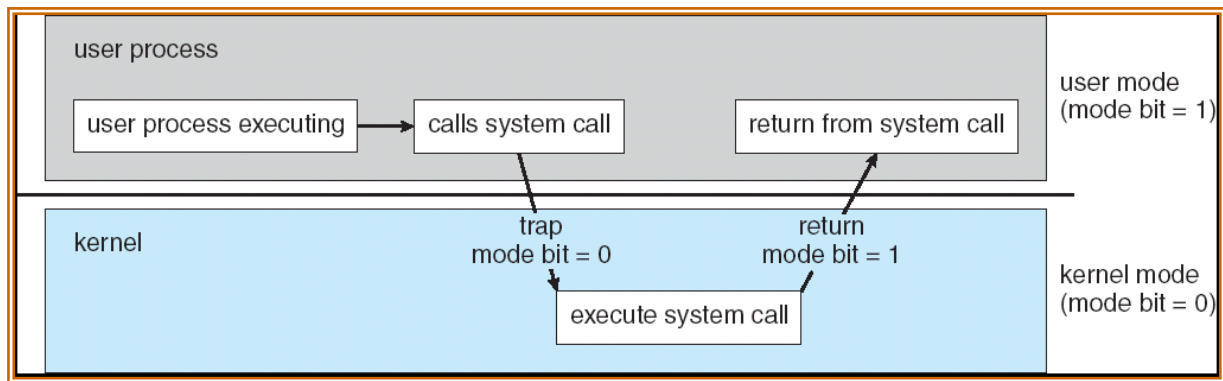 user process
user process executing
calls system call
return from system call
user mode
(mode bit = 1)
kernel
trap
mode bit = 0
return
mode bit = 1
execute system call
kernel mode
(mode bit = 0)